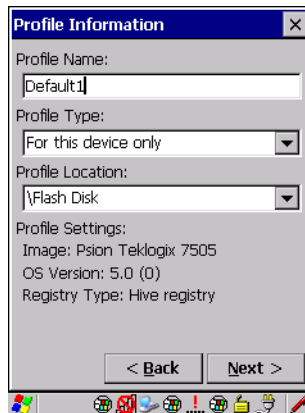 Profile Information
Profile Name:
Default1
Profile Type:
For this device only
Profile Location:
\Flash Disk
Profile Settings:
Image: Psion Teklogix 7505
OS Version: 5.0 (0)
Registry Type: Hive registry
< Back Next >